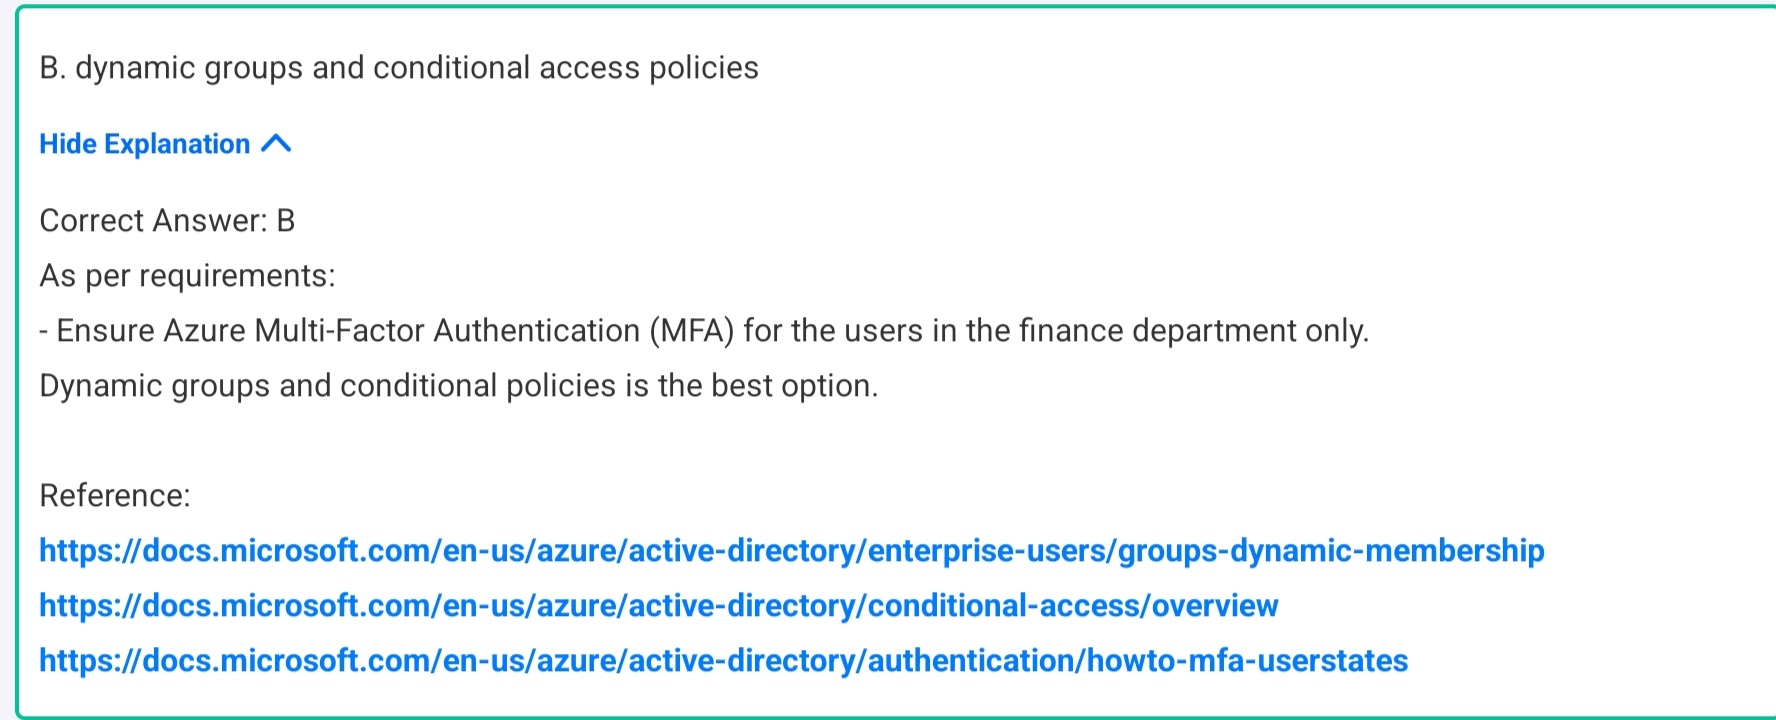 B. dynamic groups and conditional access policies
Hide Explanation
Correct Answer: B
As per requirements:
- Ensure Azure Multi-Factor Authentication (MFA) for the users in the finance department only.
Dynamic groups and conditional policies is the best option.
Reference:
https://docs.microsoft.com/en-us/azure/active-directory/enterprise-users/groups-dynamic-membership
https://docs.microsoft.com/en-us/azure/active-directory/conditional-access/overview
https://docs.microsoft.com/en-us/azure/active-directory/authentication/howto-mfa-userstates